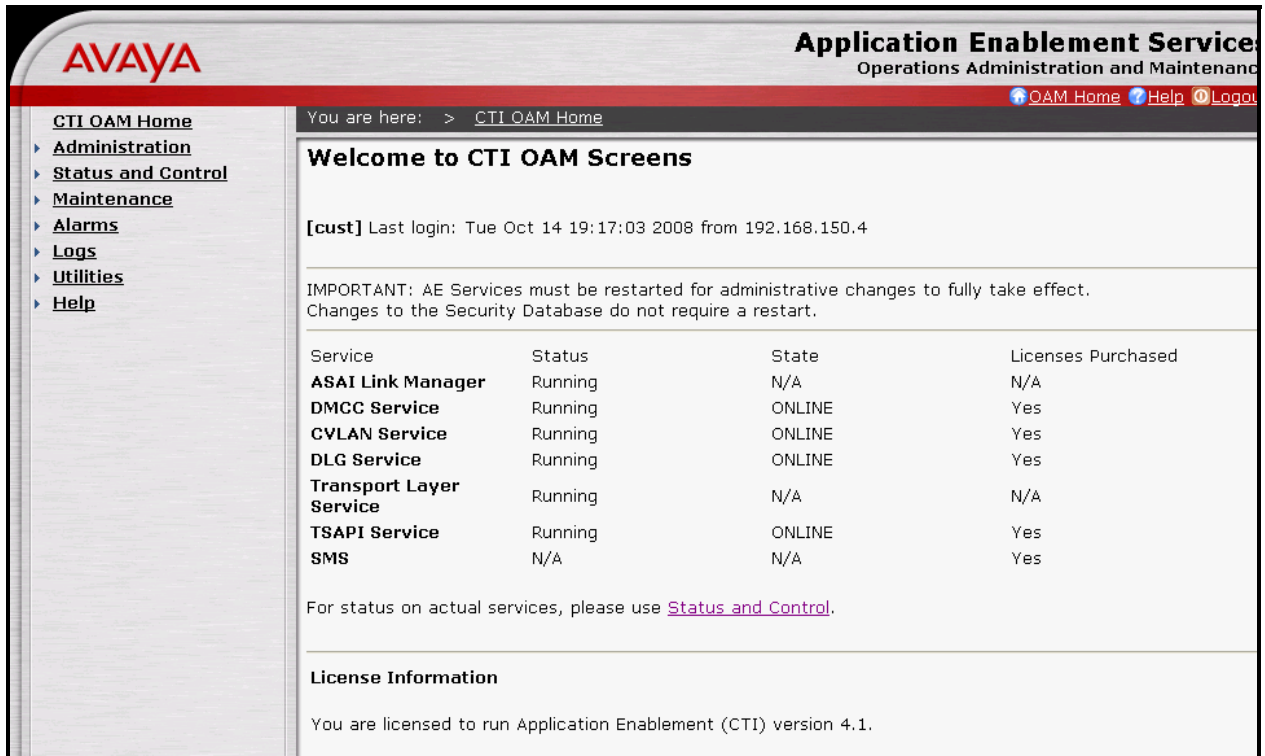 AVAYA
Application Enablement Services
Operations Administration and Maintenanc
OAM Home Help Logou
CTI OAM Home
Administration
Status and Control
Maintenance
Alarms
Logs
Utilities
Help
You are here: > CTI OAM Home
Welcome to CTI OAM Screens
[cust] Last login: Tue Oct 14 19:17:03 2008 from 192.168.150.4
IMPORTANT: AE Services must be restarted for administrative changes to fully take effect.
Changes to the Security Database do not require a restart.
Service Status State Licenses Purchased
ASAI Link Manager Running N/A N/A
DMCC Service Running ONLINE Yes
CVLAN Service Running ONLINE Yes
DLG Service Running ONLINE Yes
Transport Layer
Service Running N/A N/A
TSAPI Service Running ONLINE Yes
SMS N/A N/A Yes
For status on actual services, please use Status and Control.
License Information
You are licensed to run Application Enablement (CTI) version 4.1.